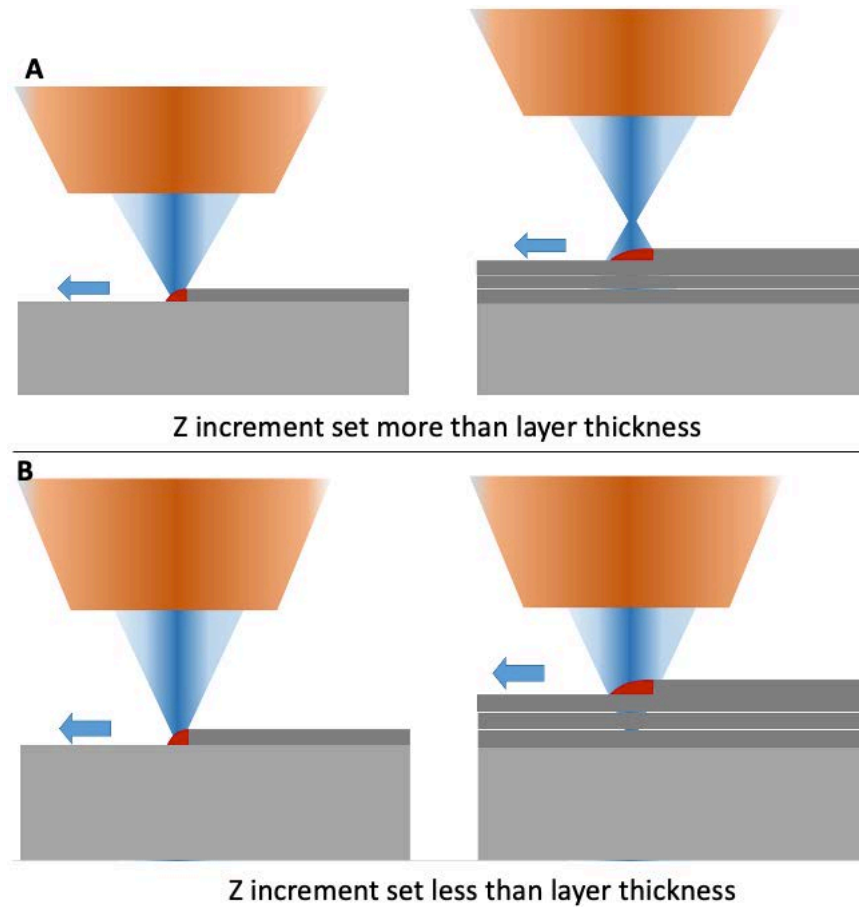 A
Z increment set more than layer thickness
B
Z increment set less than layer thickness